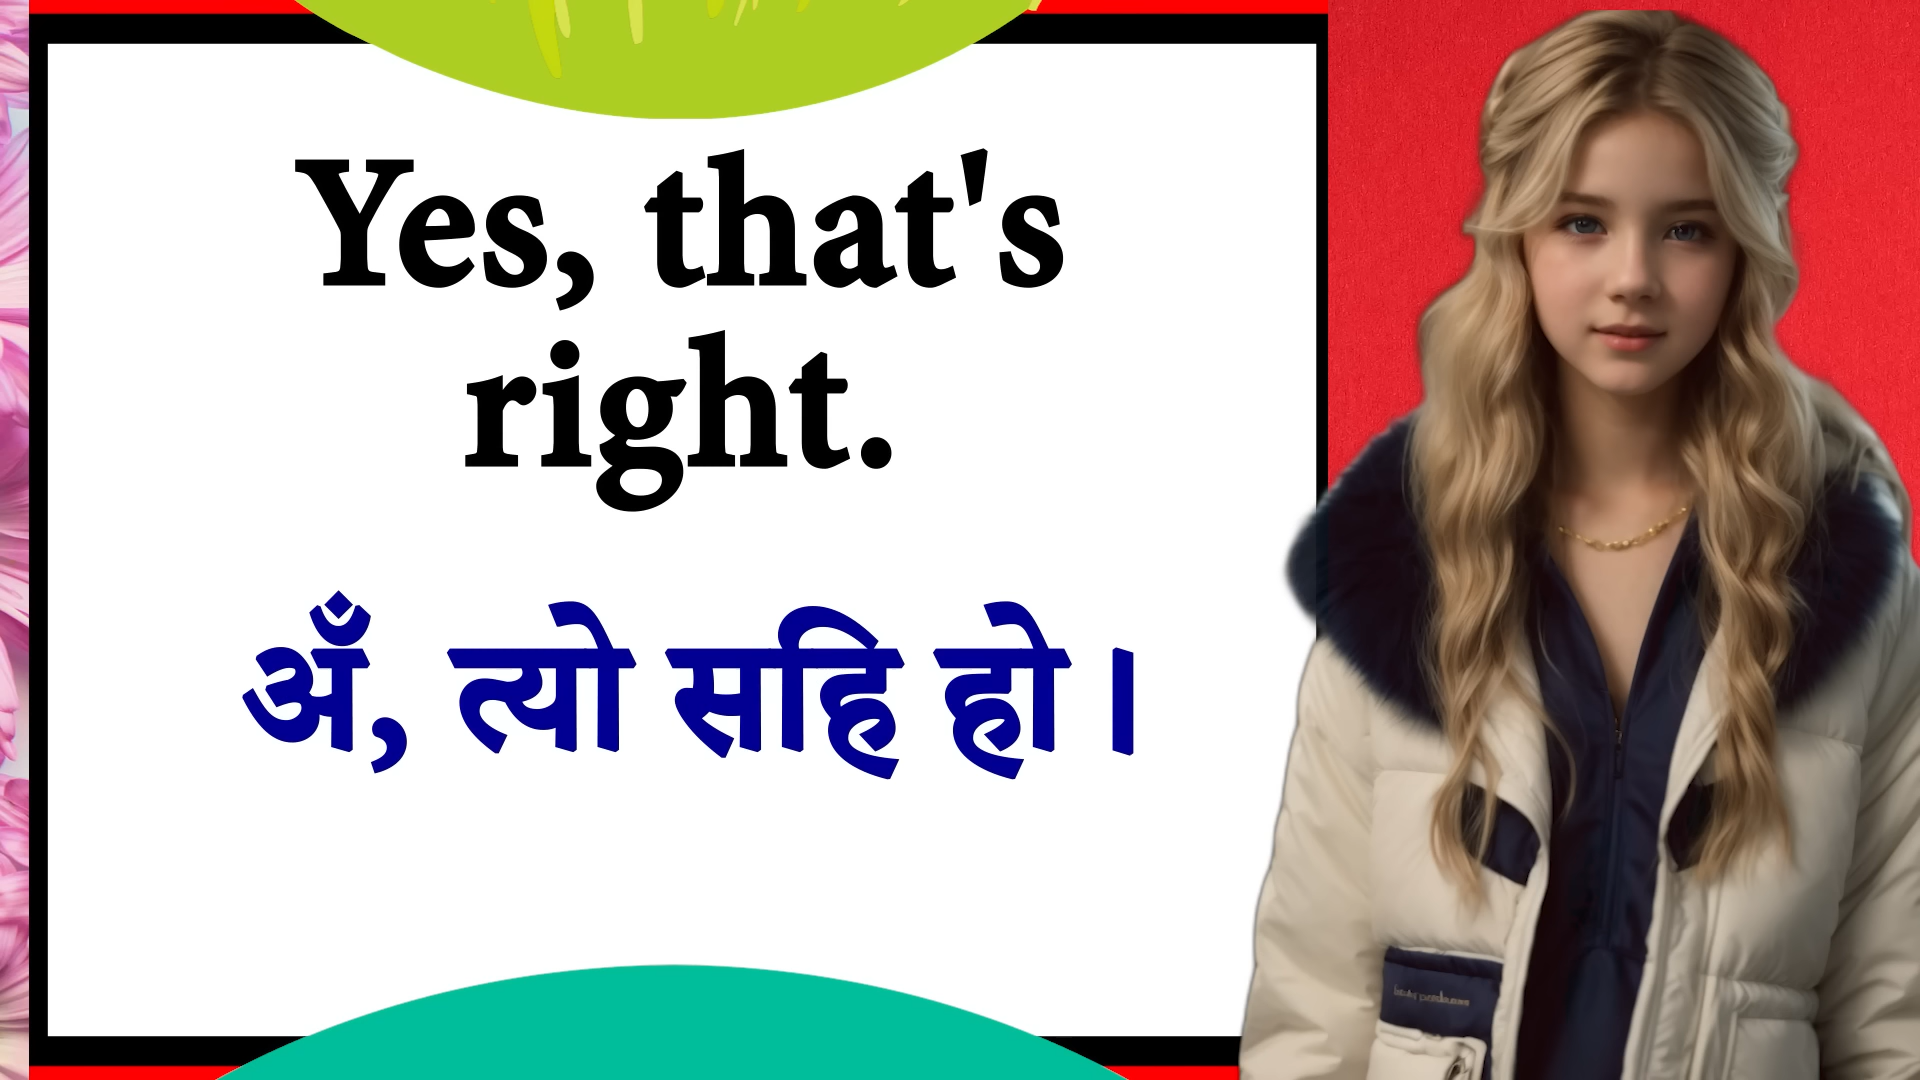 Yes, that's
right.
अँ, त्यो सहि हो ।